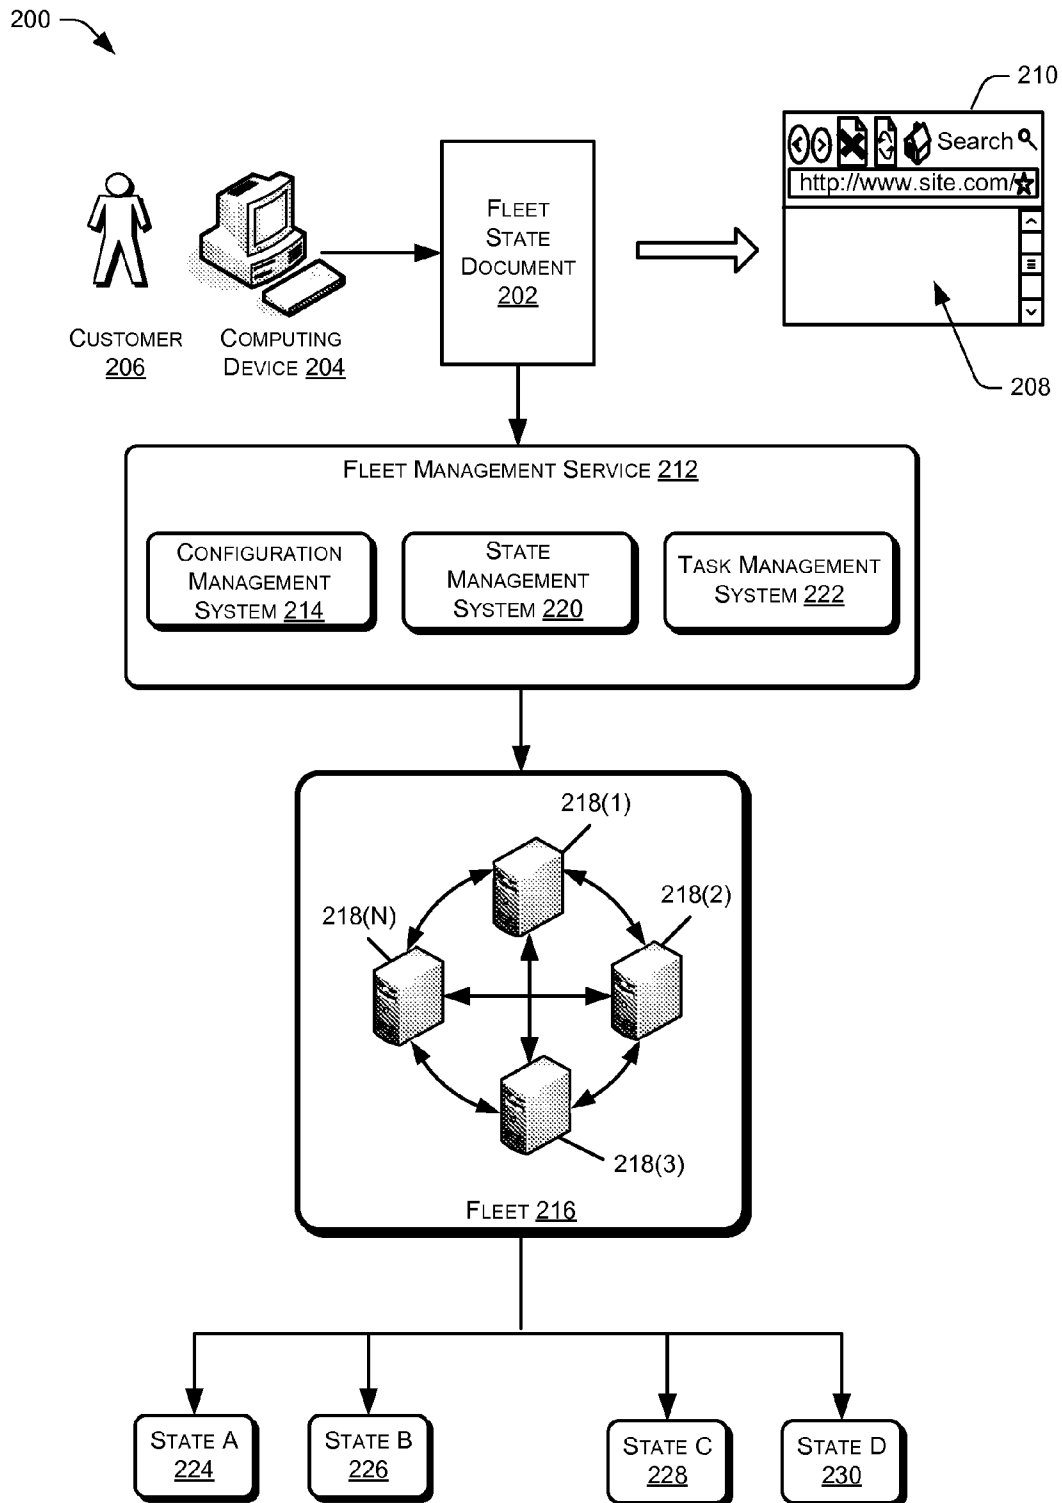 200
210
Search
http://www.site.com/
208
FLEET
STATE
DOCUMENT
202
CUSTOMER
206
COMPUTING
DEVICE 204
FLEET MANAGEMENT SERVICE 212
CONFIGURATION
MANAGEMENT
SYSTEM 214
STATE
MANAGEMENT
SYSTEM 220
TASK MANAGEMENT
SYSTEM 222
218(1)
218(2)
218(N)
218(3)
FLEET 216
STATE A
224
STATE B
226
STATE C
228
STATE D
230